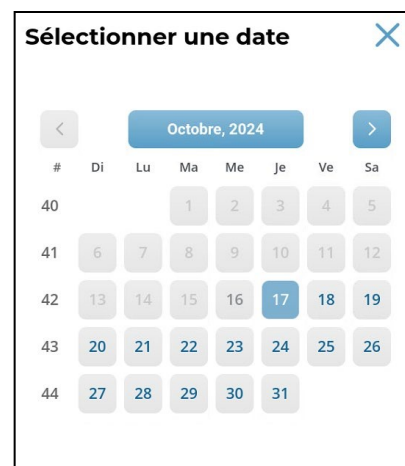 Sélectionner une date
Octobre, 2024
# Di Lu Ma Me Je Ve Sa
40 1 2 3 4 5
41 6 7 8 9 10 11 12
42 13 14 15 16 17 18 19
43 20 21 22 23 24 25 26
44 27 28 29 30 31